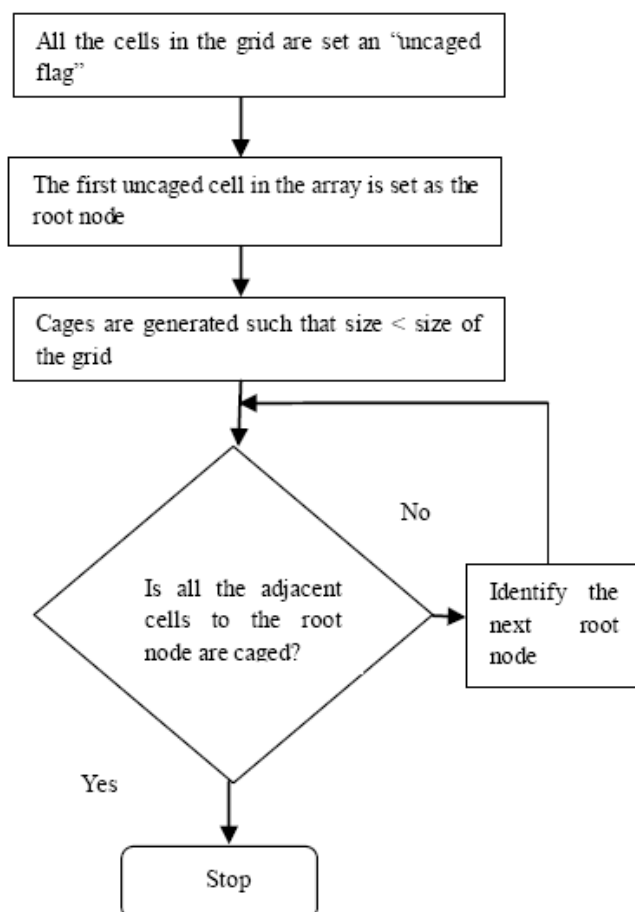 All the cells in the grid are set an “uncaged
flag”
The first uncaged cell in the array is set as the
root node
Cages are generated such that size < size of
the grid
No
Is all the adjacent
cells to the root
node are caged?
Identify the
next root
node
Yes
Stop